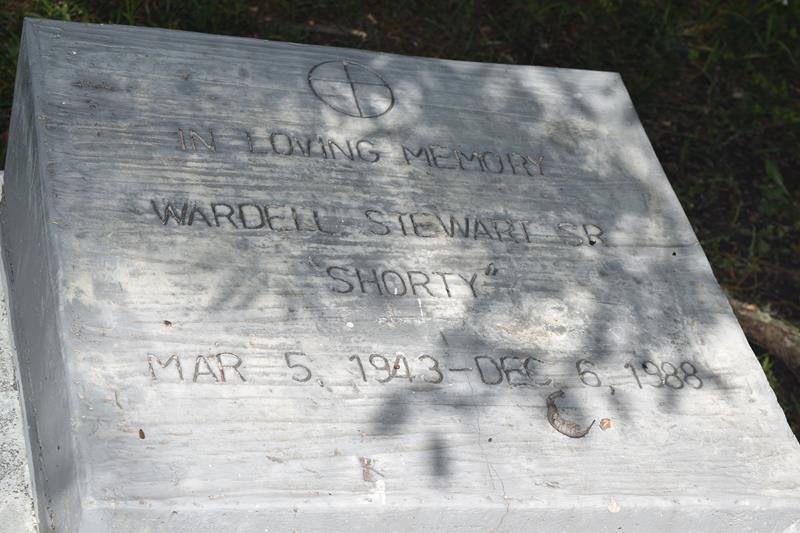 IN LOVING MEMORY
WARDELL STEWART SR
"SHORTY"
MAR 5, 1943-DEC 6, 1988